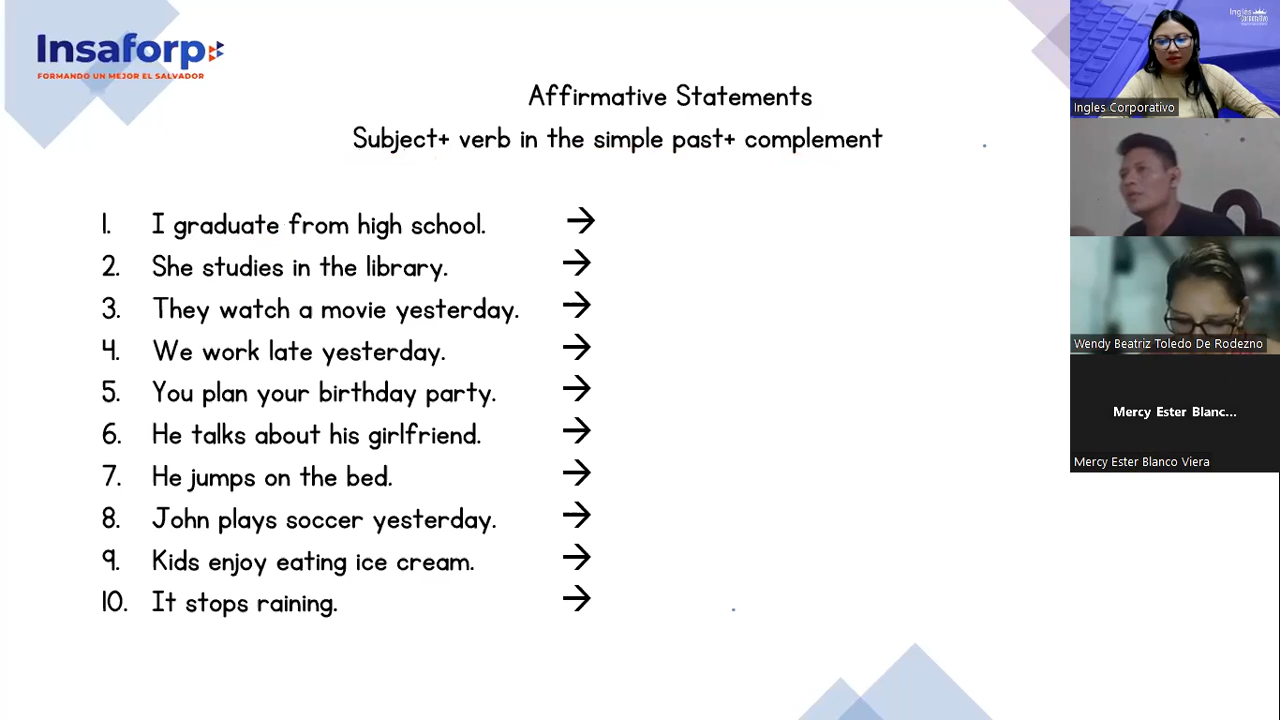 Insaforp
FORMANDO UN MEJOR EL SALVADOR
Affirmative Statements
Subject+ verb in the simple past+ complement
1. I graduate from high school. →
2. She studies in the library. →
3. They watch a movie yesterday. →
4. We work late yesterday. →
5. You plan your birthday party. →
6. He talks about his girlfriend. →
7. He jumps on the bed. →
8. John plays soccer yesterday. →
9. Kids enjoy eating ice cream. →
10. It stops raining. →
Ingles
Ingles Corporativo
Wendy Beatriz Toledo De Rodezno
Mercy Ester Blanc...
Mercy Ester Blanco Viera